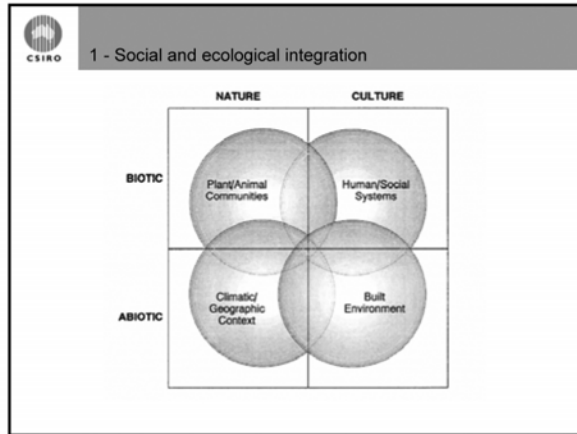 CSIRO
1 - Social and ecological integration
NATURE
CULTURE
BIOTIC
Plant/Animal
Communities
Human/Social
Systems
ABIOTIC
Climatic/
Geographic
Context
Built
Environment